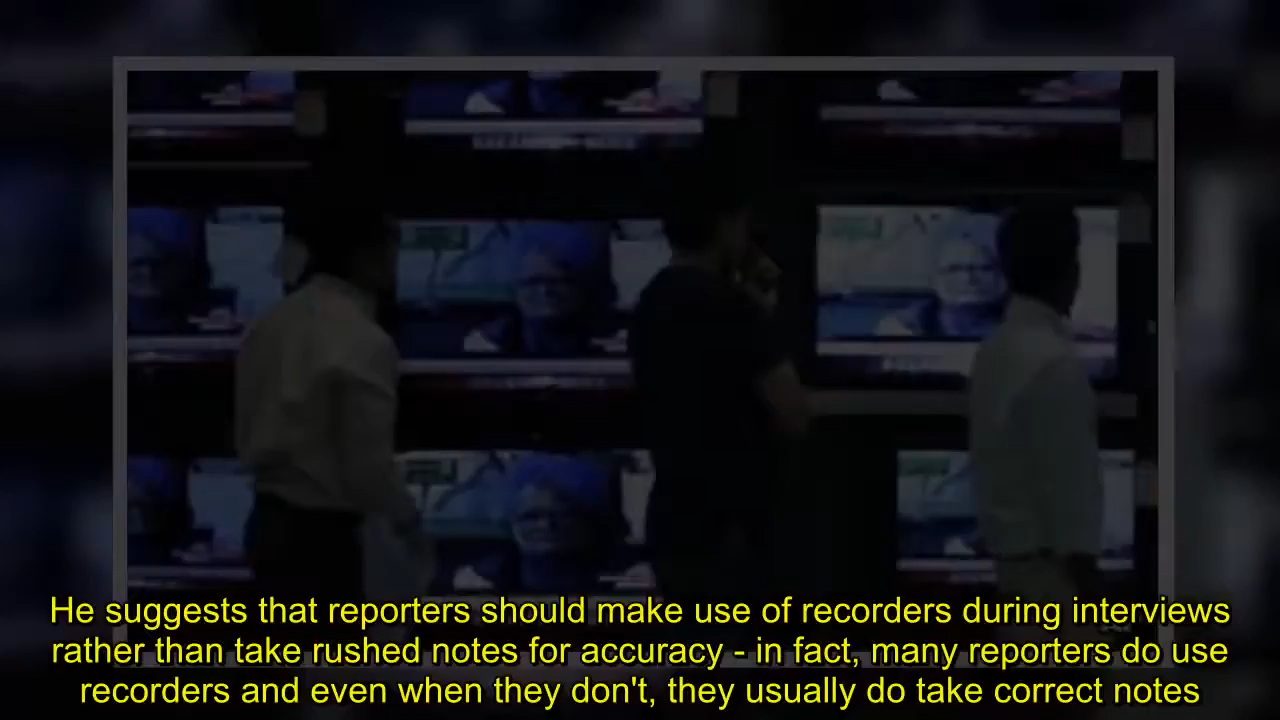 He suggests that reporters should make use of recorders during interviews
rather than take rushed notes for accuracy - in fact, many reporters do use
recorders and even when they don't, they usually do take correct notes